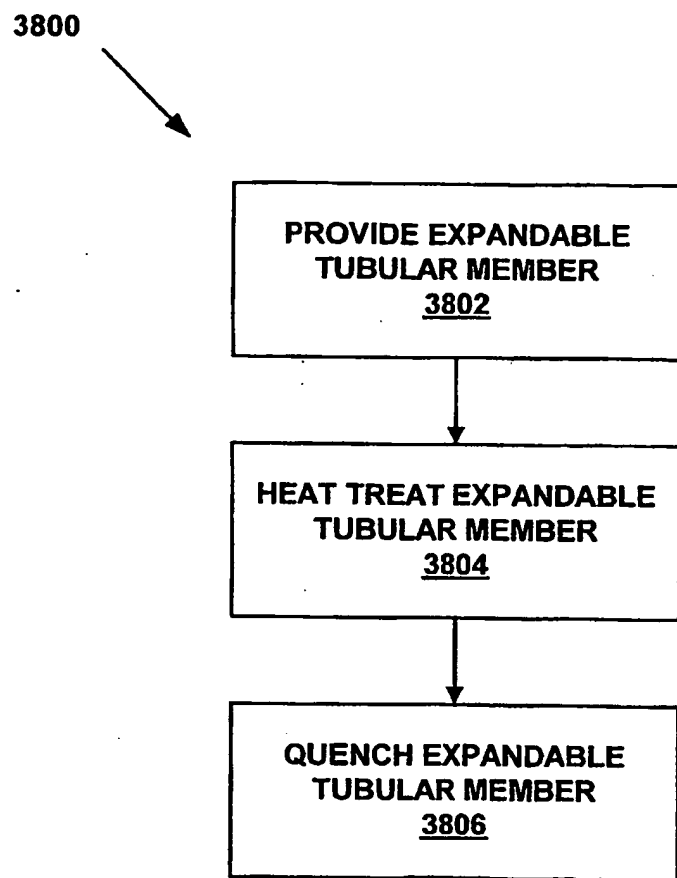 3800
PROVIDE EXPANDABLE
TUBULAR MEMBER
3802
HEAT TREAT EXPANDABLE
TUBULAR MEMBER
3804
QUENCH EXPANDABLE
TUBULAR MEMBER
3806